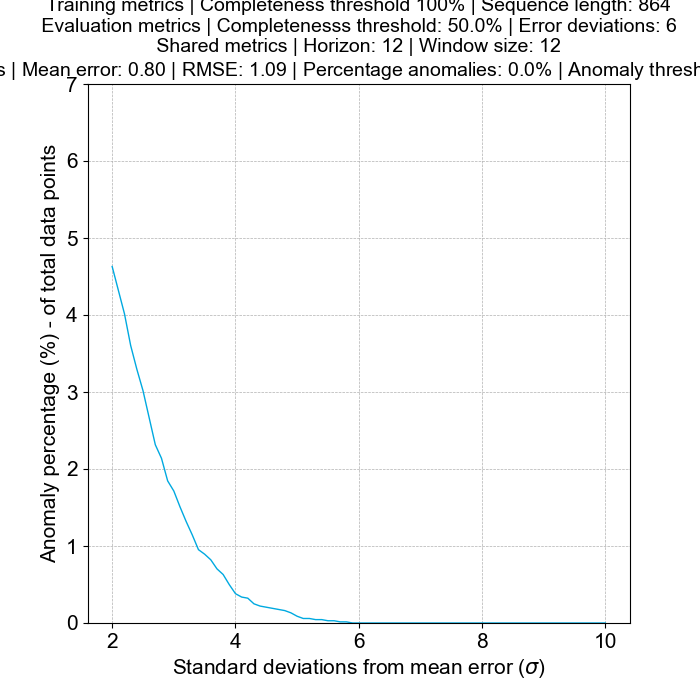 Training metrics | Completeness threshold 100% | Sequence length: 864
Evaluation metrics | Completenesss threshold: 50.0% | Error deviations: 6
Shared metrics | Horizon: 12 | Window size: 12
s | Mean error: 0.80 | RMSE: 1.09 | Percentage anomalies: 0.0% | Anomaly thresh
7
6
5
4
3
2
1
0
Anomaly percentage (%) - of total data points
2 4 6 8 10
Standard deviations from mean error (σ)